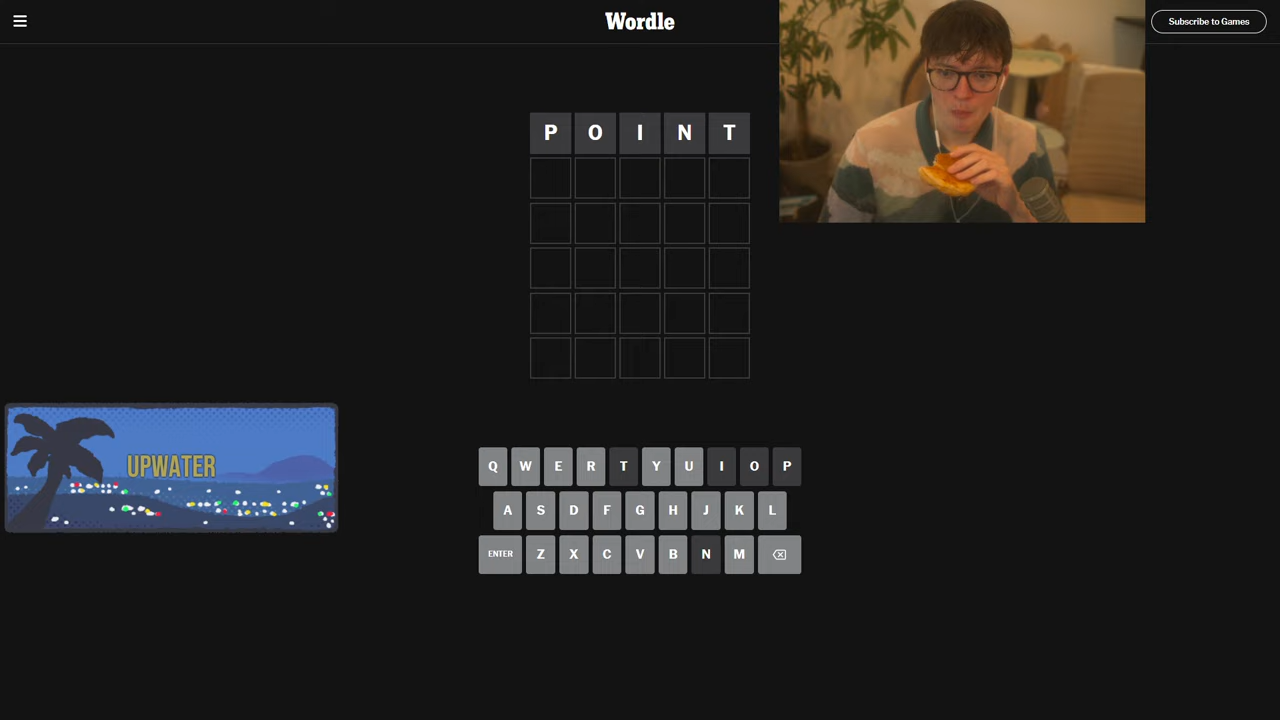 Wordle
Subscribe to Games
P O I N T
UPWATER
Q W E R T Y U I O P
A S D F G H J K L
ENTER Z X C V B N M